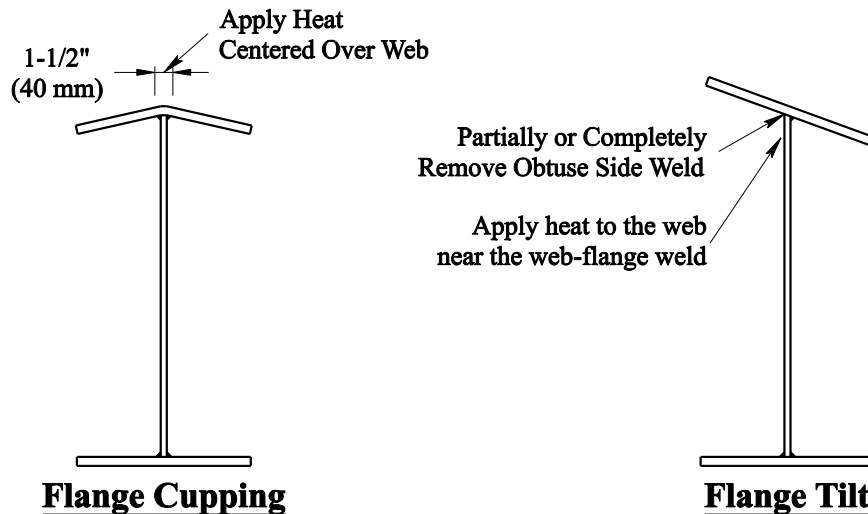 Apply Heat
Centered Over Web
1-1/2"
(40 mm)
Partially or Completely
Remove Obtuse Side Weld
Apply heat to the web
near the web-flange weld
Flange Cupping
Flange Tilt